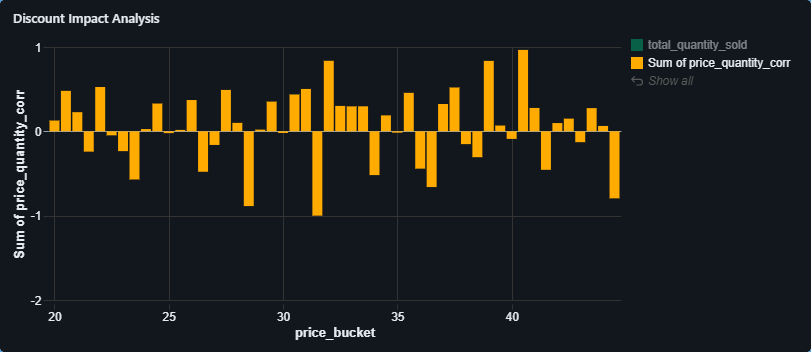 Discount Impact Analysis
total_quantity_sold
Sum of price_quantity_corr
Show all
Sum of price_quantity_corr
1
0
-1
-2
20 25 30 35 40
price_bucket